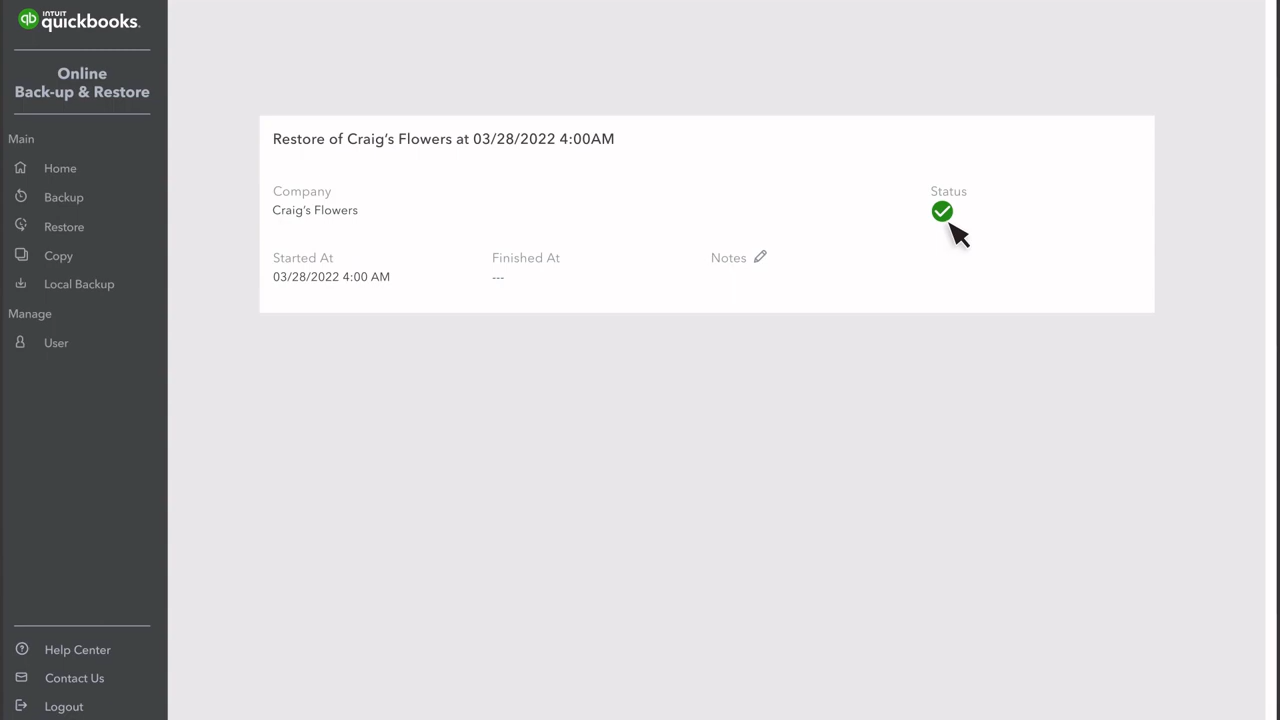 INTUIT
quickbooks.
Online
Back-up & Restore
Main
Home
Backup
Restore
Copy
Local Backup
Manage
User
Help Center
Contact Us
Logout
Restore of Craig's Flowers at 03/28/2022 4:00AM
Company
Craig's Flowers
Status
Started At
03/28/2022 4:00 AM
Finished At
---
Notes